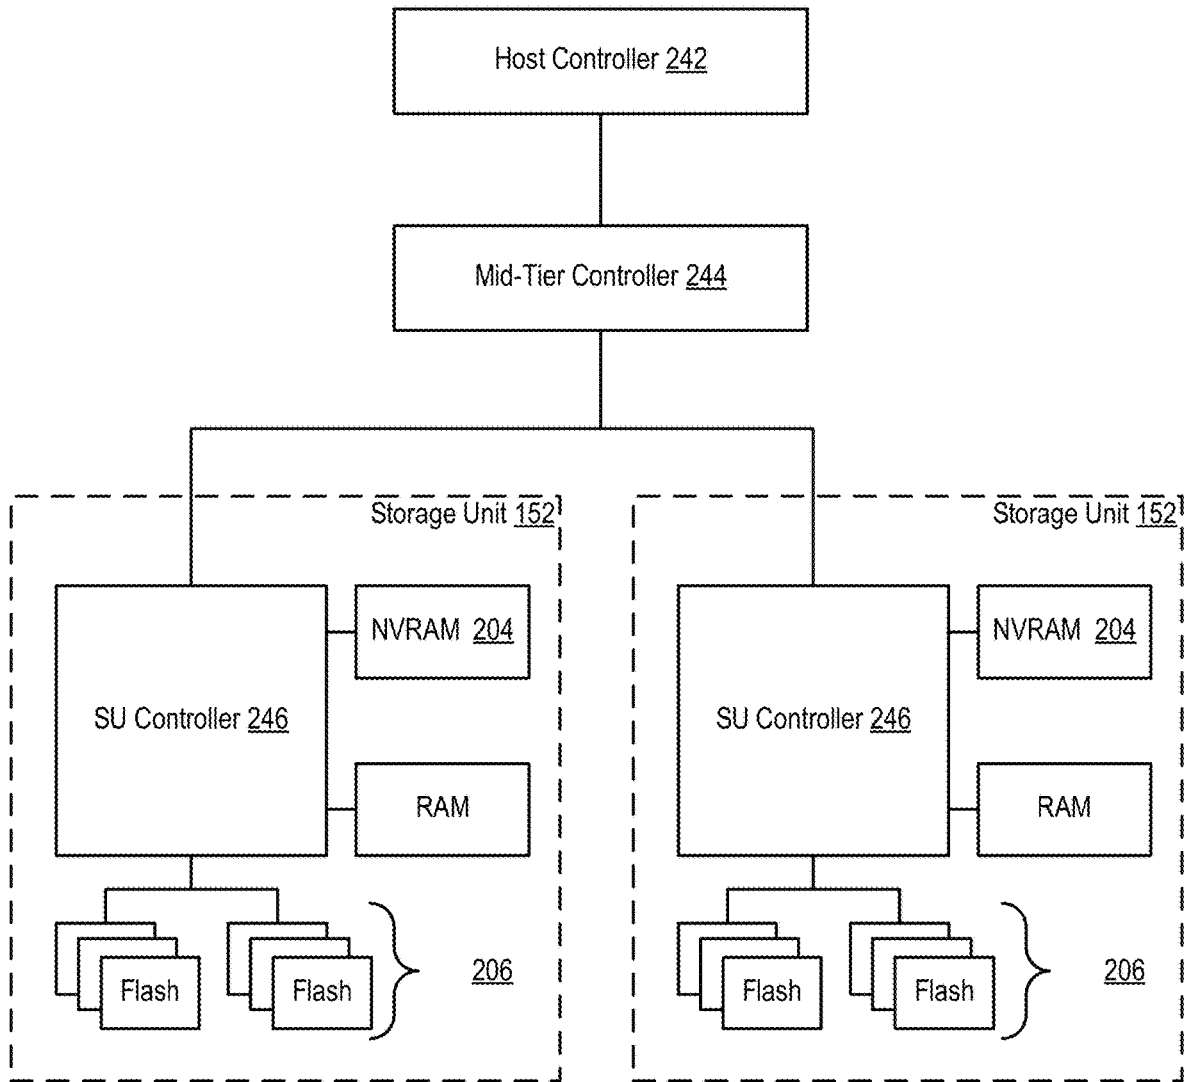 Host Controller 242
Mid-Tier Controller 244
Storage Unit 152
SU Controller 246
NVRAM 204
RAM
Flash
Flash
206
Storage Unit 152
SU Controller 246
NVRAM 204
RAM
Flash
Flash
206